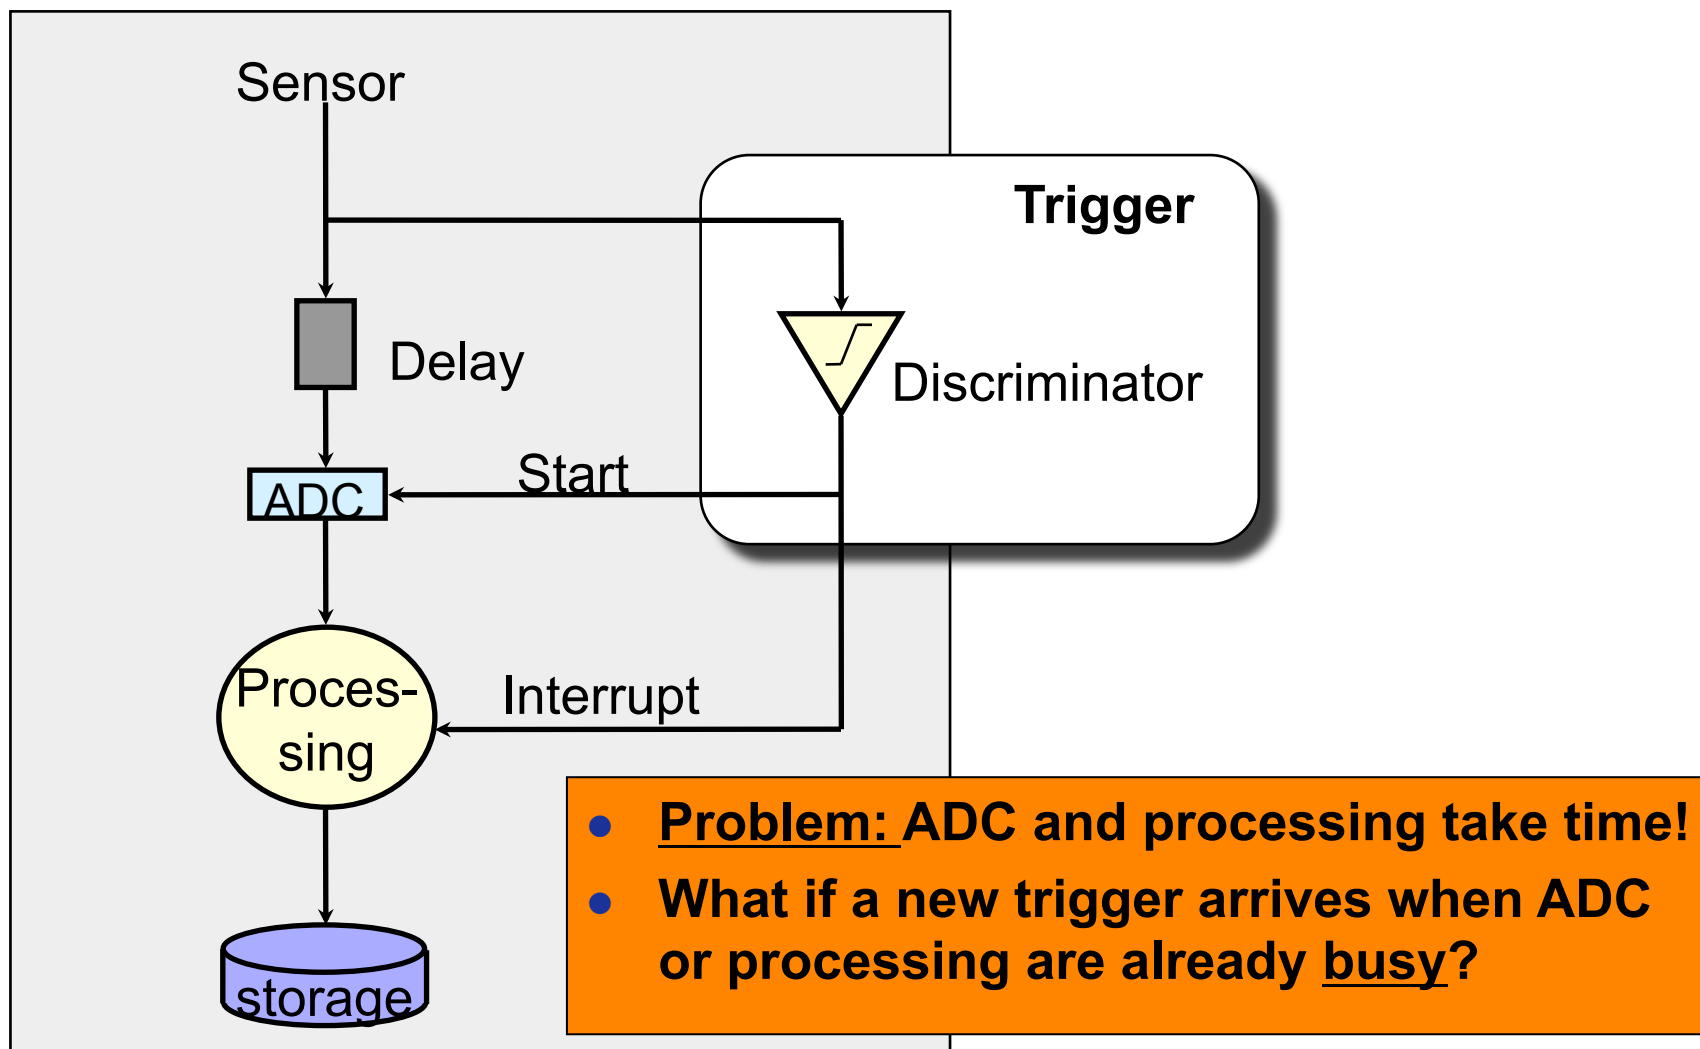 Sensor
Trigger
Delay
Discriminator
Start
ADC
Interrupt
Proces-
sing
storage
● Problem: ADC and processing take time!
● What if a new trigger arrives when ADC
or processing are already busy?